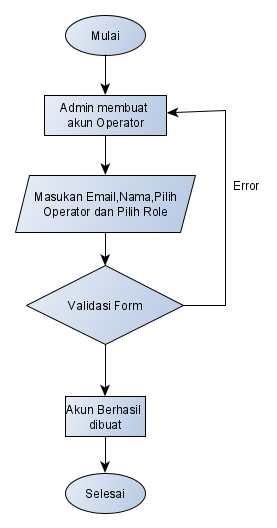 Mulai
Admin membuat
akun Operator
Error
Masukan Email,Nama,Pilih
Operator dan Pilih Role
Validasi Form
Akun Berhasil
dibuat
Selesai